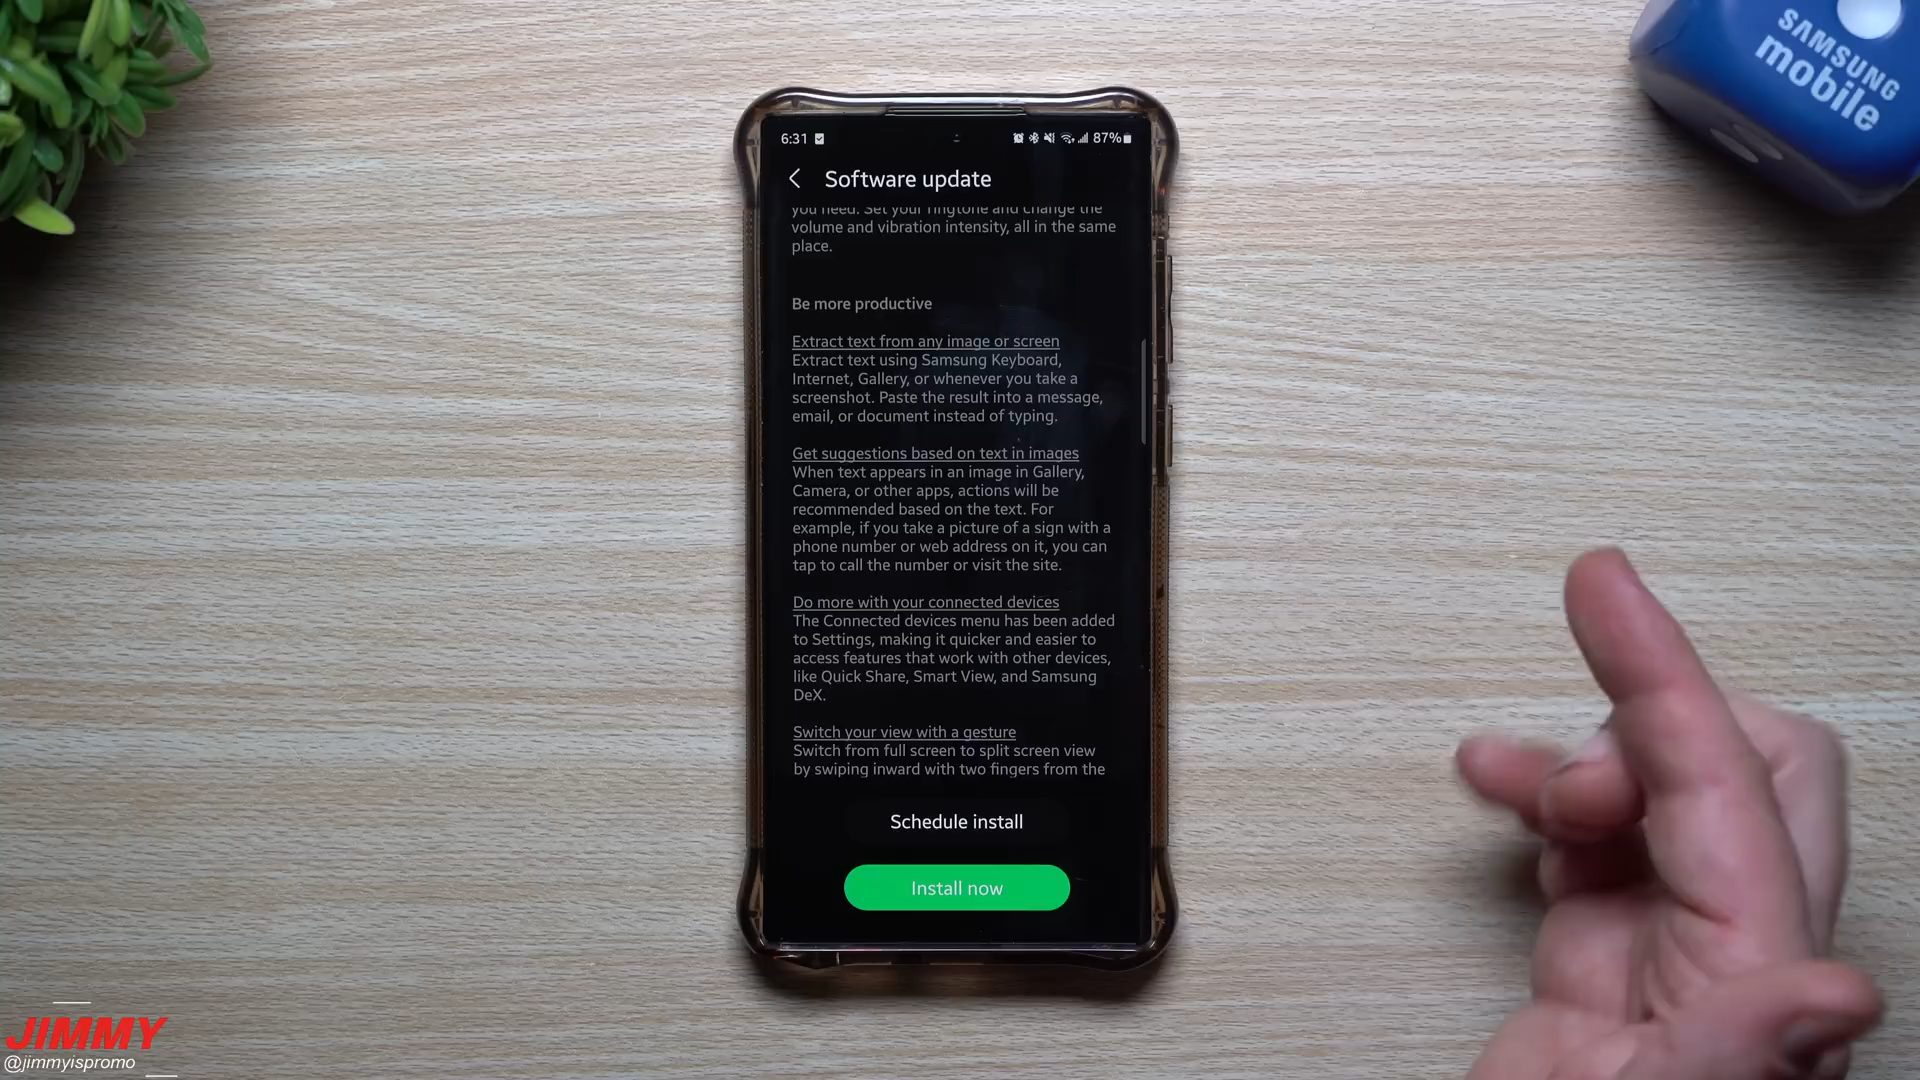 SAMSUNG
mobile
6:31
87%
Software update
you need. Set your ringtone and change the
volume and vibration intensity, all in the same
place.
Be more productive
Extract text from any image or screen
Extract text using Samsung Keyboard,
Internet, Gallery, or whenever you take a
screenshot. Paste the result into a message,
email, or document instead of typing.
Get suggestions based on text in images
When text appears in an image in Gallery,
Camera, or other apps, actions will be
recommended based on the text. For
example, if you take a picture of a sign with a
phone number or web address on it, you can
tap to call the number or visit the site.
Do more with your connected devices
The Connected devices menu has been added
to Settings, making it quicker and easier to
access features that work with other devices,
like Quick Share, Smart View, and Samsung
DeX.
Switch your view with a gesture
Switch from full screen to split screen view
by swiping inward with two fingers from the
Schedule install
Install now
JIMMY
@jimmyispromo